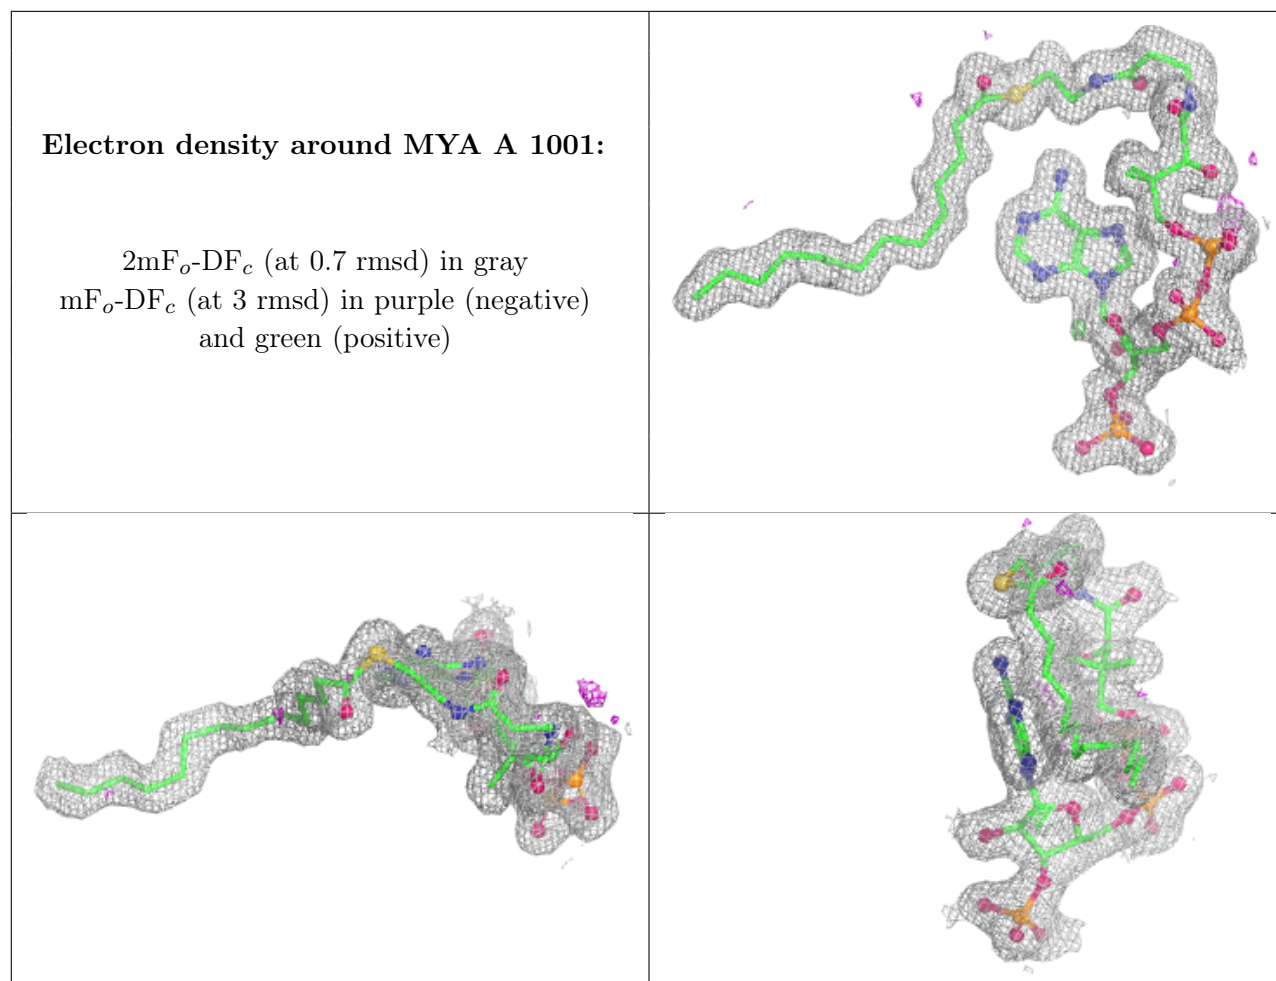 Electron density around MYA A 1001:
2mFo-DFc (at 0.7 rmsd) in gray
mFo-DFc (at 3 rmsd) in purple (negative)
and green (positive)